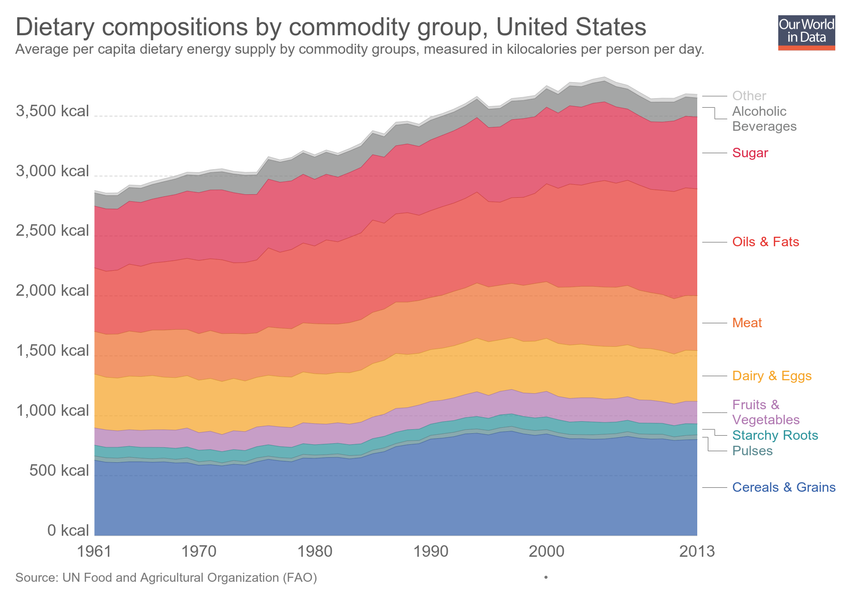 Dietary compositions by commodity group, United States
Average per capita dietary energy supply by commodity groups, measured in kilocalories per person per day.
Our World
in Data
3,500 kcal
3,000 kcal
2,500 kcal
2,000 kcal
1,500 kcal
1,000 kcal
500 kcal
0 kcal
Other
Alcoholic
Beverages
Sugar
Oils & Fats
Meat
Dairy & Eggs
Fruits &
Vegetables
Starchy Roots
Pulses
Cereals & Grains
1961 1970 1980 1990 2000 2013
Source: UN Food and Agricultural Organization (FAO) •